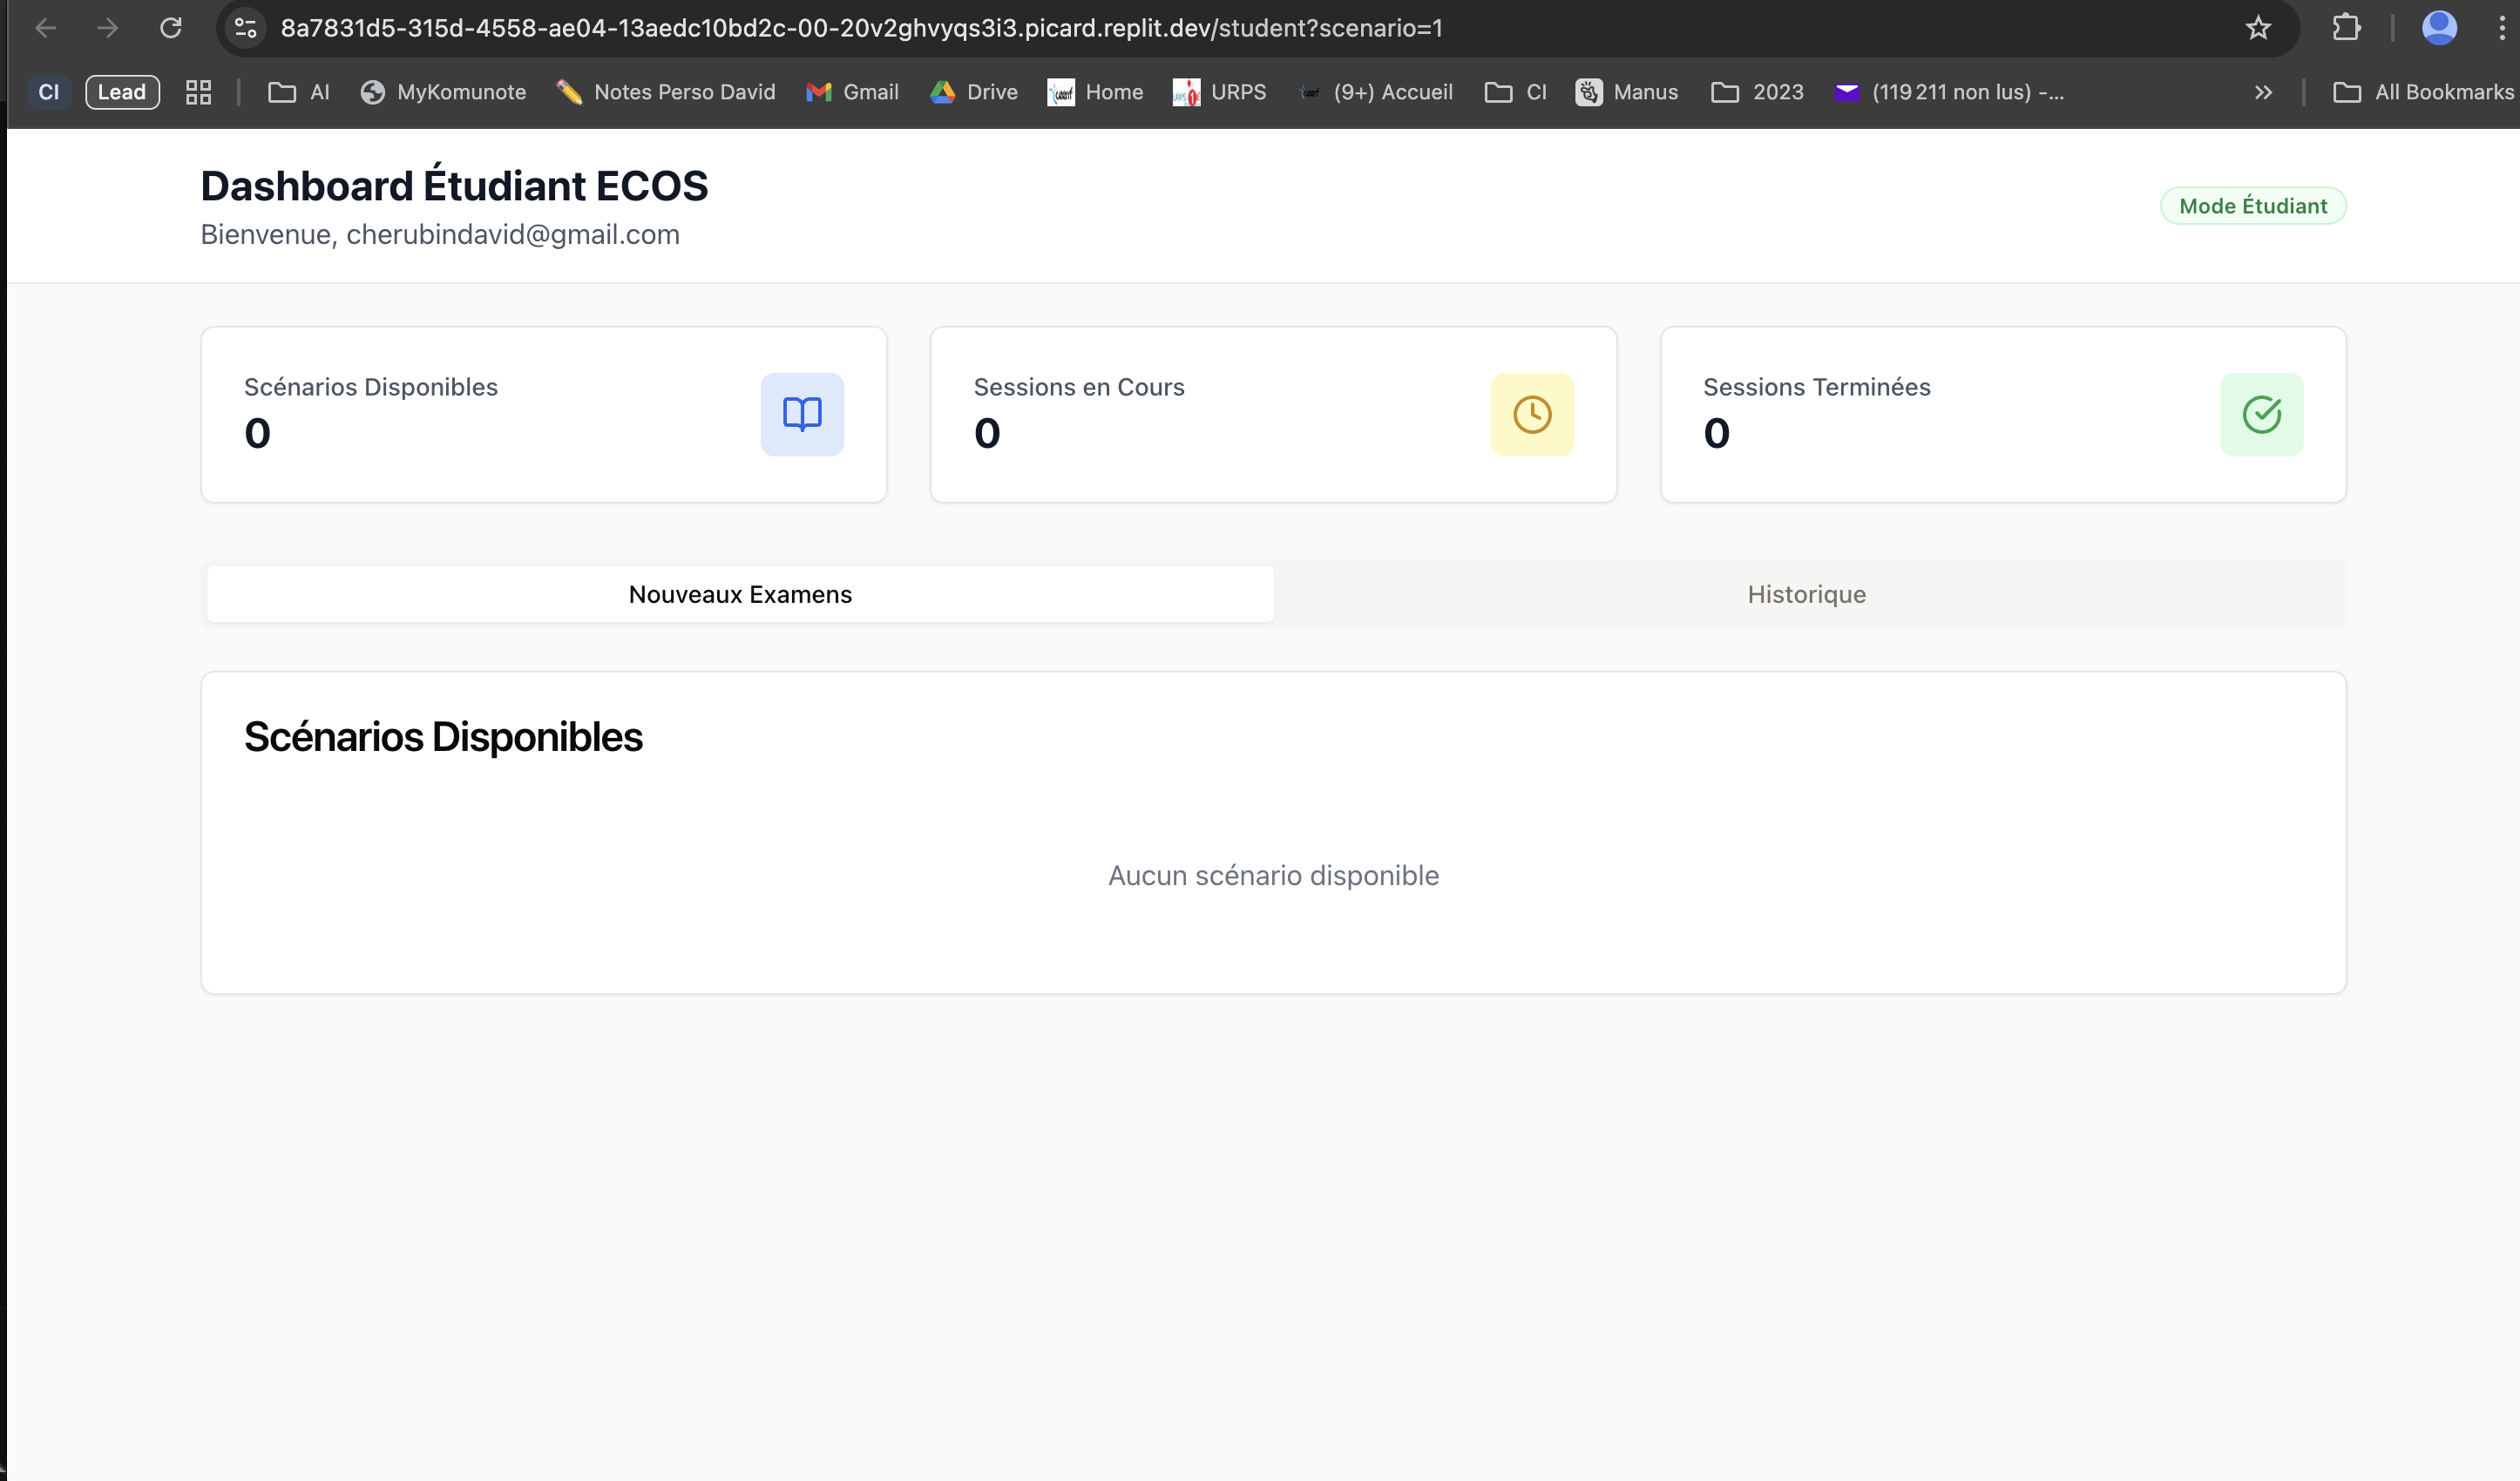 8a7831d5-315d-4558-ae04-13aedc10bd2c-00-20v2ghvyqs3i3.picard.replit.dev/student?scenario=1
CI Lead AI MyKomunote Notes Perso David Gmail Drive Home URPS (9+) Accueil CI Manus 2023 (119 211 non lus) -... All Bookmarks
Dashboard Étudiant ECOS
Bienvenue, cherubindavid@gmail.com
Mode Étudiant
Scénarios Disponibles
0
Sessions en Cours
0
Sessions Terminées
0
Nouveaux Examens
Historique
Scénarios Disponibles
Aucun scénario disponible